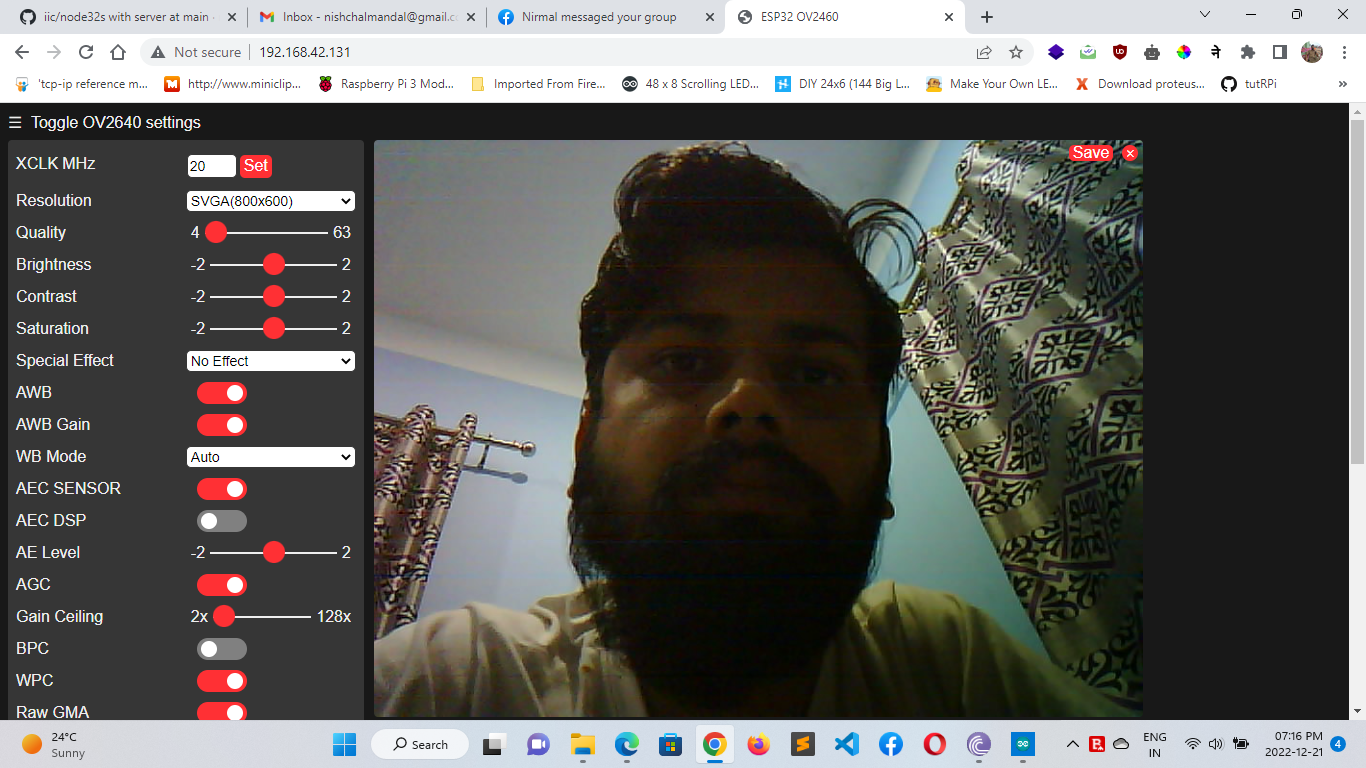 iic/node32s with server at main
Inbox - nishchalmandal@gmail.c
Nirmal messaged your group
ESP32 OV2460
Not secure
192.168.42.131
'tcp-ip reference m...
http://www.miniclip...
Raspberry Pi 3 Mod...
Imported From Fire...
48 x 8 Scrolling LED...
DIY 24x6 (144 Big L...
Make Your Own LE...
Download proteus...
tutRPi
»
☰ Toggle OV2640 settings
XCLK MHz 20 Set
Resolution SVGA(800x600)
Quality 4 63
Brightness -2 2
Contrast -2 2
Saturation -2 2
Special Effect No Effect
AWB
AWB Gain
WB Mode Auto
AEC SENSOR
AEC DSP
AE Level -2 2
AGC
Gain Ceiling 2x 128x
BPC
WPC
Raw GMA
Save ×
24°C
Sunny
Search
ENG
IN
07:16 PM
2022-12-21
4